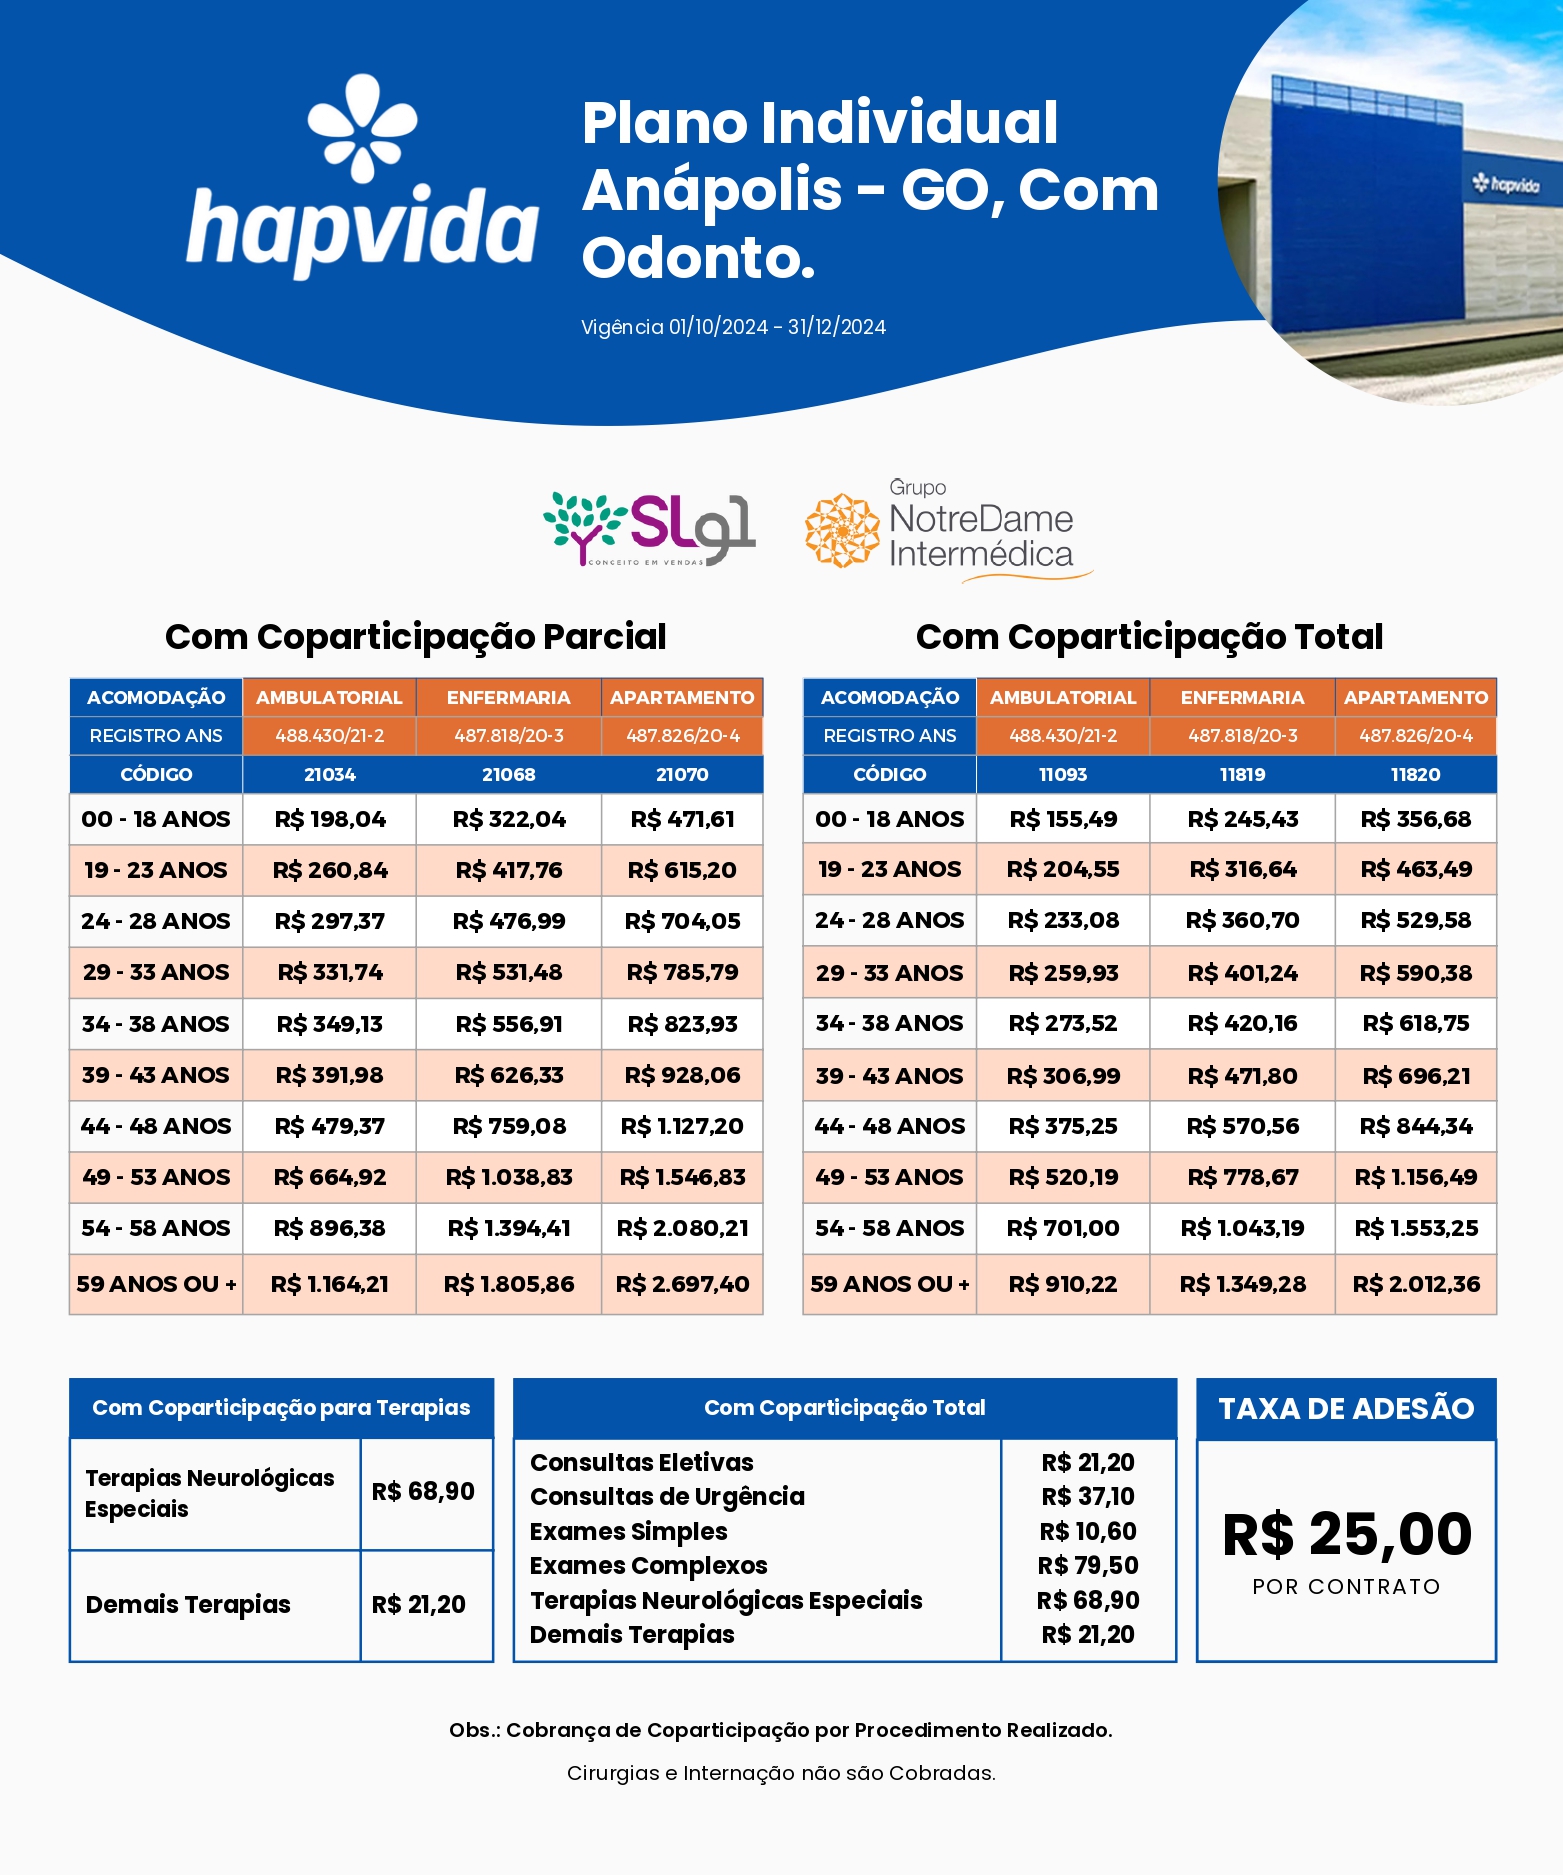 hapvida
Plano Individual
Anápolis - GO, Com
Odonto.
Vigência 01/10/2024 - 31/12/2024
hapvida
SLg1
CONCEITO EM VENDAS
Grupo
NotreDame
Intermédica
Com Coparticipação Parcial
ACOMODAÇÃO AMBULATORIAL ENFERMARIA APARTAMENTO
REGISTRO ANS 488.430/21-2 487.818/20-3 487.826/20-4
CÓDIGO 21034 21068 21070
00 - 18 ANOS R$ 198,04 R$ 322,04 R$ 471,61
19 - 23 ANOS R$ 260,84 R$ 417,76 R$ 615,20
24 - 28 ANOS R$ 297,37 R$ 476,99 R$ 704,05
29 - 33 ANOS R$ 331,74 R$ 531,48 R$ 785,79
34 - 38 ANOS R$ 349,13 R$ 556,91 R$ 823,93
39 - 43 ANOS R$ 391,98 R$ 626,33 R$ 928,06
44 - 48 ANOS R$ 479,37 R$ 759,08 R$ 1.127,20
49 - 53 ANOS R$ 664,92 R$ 1.038,83 R$ 1.546,83
54 - 58 ANOS R$ 896,38 R$ 1.394,41 R$ 2.080,21
59 ANOS OU + R$ 1.164,21 R$ 1.805,86 R$ 2.697,40
Com Coparticipação Total
ACOMODAÇÃO AMBULATORIAL ENFERMARIA APARTAMENTO
REGISTRO ANS 488.430/21-2 487.818/20-3 487.826/20-4
CÓDIGO 11093 11819 11820
00 - 18 ANOS R$ 155,49 R$ 245,43 R$ 356,68
19 - 23 ANOS R$ 204,55 R$ 316,64 R$ 463,49
24 - 28 ANOS R$ 233,08 R$ 360,70 R$ 529,58
29 - 33 ANOS R$ 259,93 R$ 401,24 R$ 590,38
34 - 38 ANOS R$ 273,52 R$ 420,16 R$ 618,75
39 - 43 ANOS R$ 306,99 R$ 471,80 R$ 696,21
44 - 48 ANOS R$ 375,25 R$ 570,56 R$ 844,34
49 - 53 ANOS R$ 520,19 R$ 778,67 R$ 1.156,49
54 - 58 ANOS R$ 701,00 R$ 1.043,19 R$ 1.553,25
59 ANOS OU + R$ 910,22 R$ 1.349,28 R$ 2.012,36
Com Coparticipação para Terapias
Terapias Neurológicas
Especiais R$ 68,90
Demais Terapias R$ 21,20
Com Coparticipação Total
Consultas Eletivas R$ 21,20
Consultas de Urgência R$ 37,10
Exames Simples R$ 10,60
Exames Complexos R$ 79,50
Terapias Neurológicas Especiais R$ 68,90
Demais Terapias R$ 21,20
TAXA DE ADESÃO
R$ 25,00
POR CONTRATO
Obs.: Cobrança de Coparticipação por Procedimento Realizado.
Cirurgias e Internação não são Cobradas.